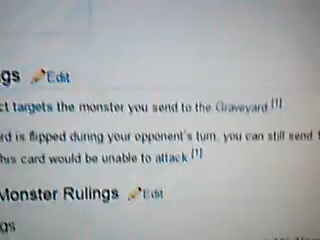 gs Edit
ct targets the monster you send to the Graveyard [1]
rd is flipped during your opponent's turn, you can still send
his card would be unable to attack [1]
Monster Rulings Edit
gs